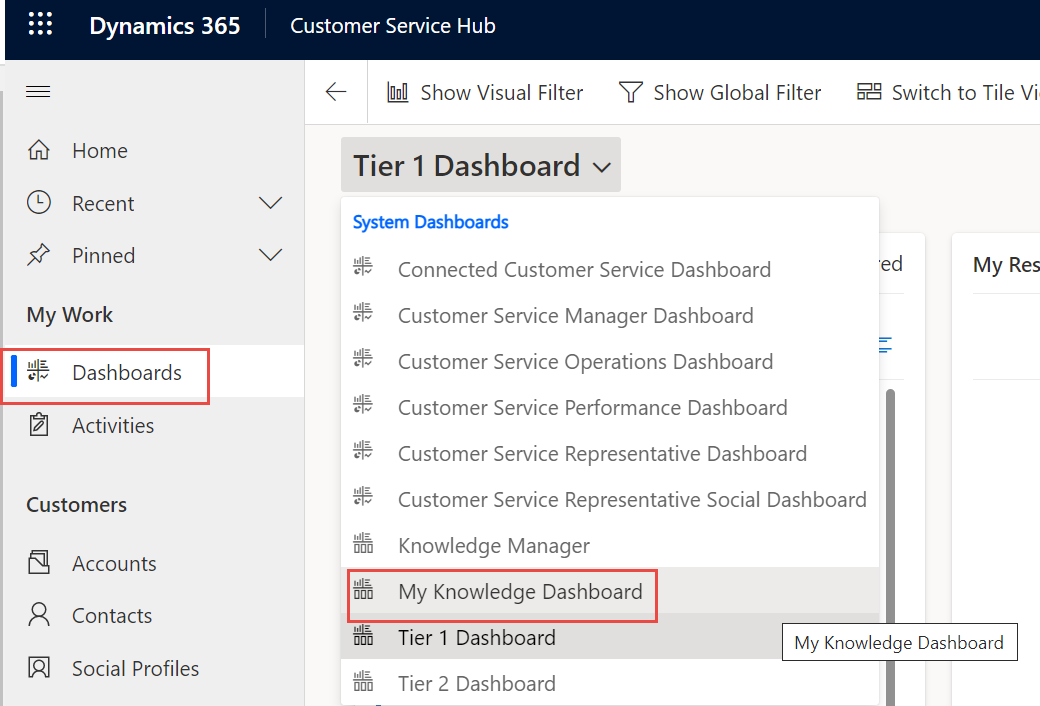 Dynamics 365
Customer Service Hub
Show Visual Filter
Show Global Filter
Switch to Tile Vi
Home
Recent
Pinned
My Work
Dashboards
Activities
Customers
Accounts
Contacts
Social Profiles
Tier 1 Dashboard
System Dashboards
Connected Customer Service Dashboard
Customer Service Manager Dashboard
Customer Service Operations Dashboard
Customer Service Performance Dashboard
Customer Service Representative Dashboard
Customer Service Representative Social Dashboard
Knowledge Manager
My Knowledge Dashboard
Tier 1 Dashboard
Tier 2 Dashboard
My Knowledge Dashboard
red
My Res